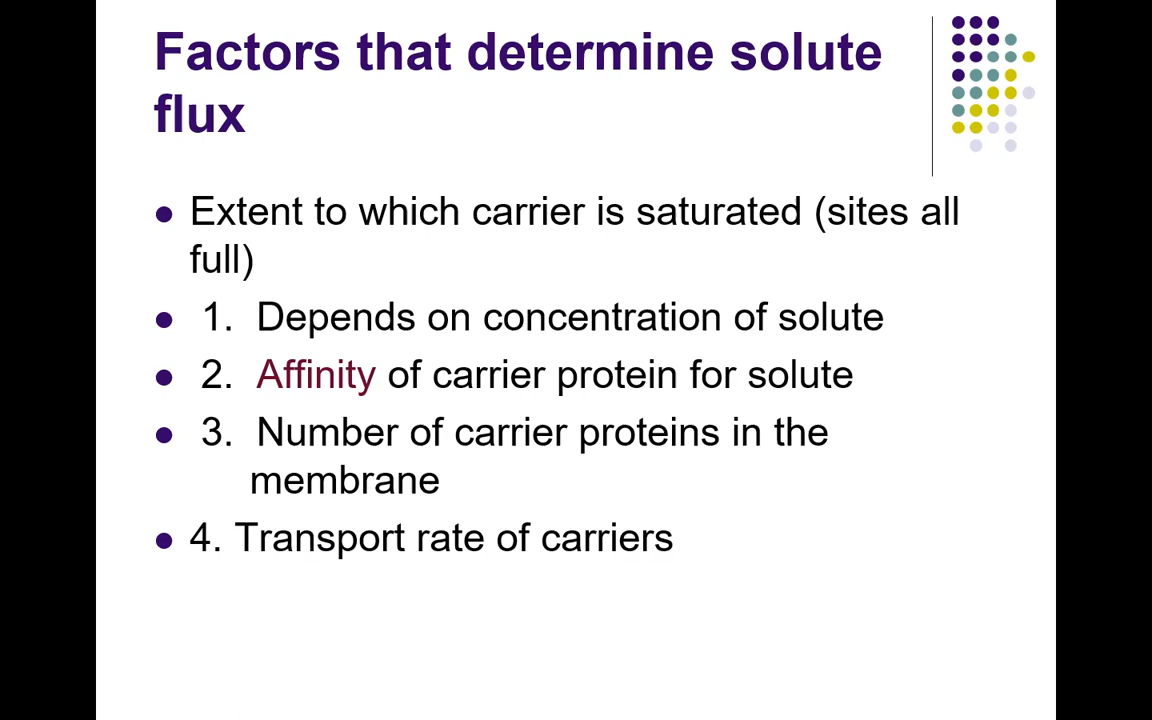 Factors that determine solute
flux
Extent to which carrier is saturated (sites all
full)
1. Depends on concentration of solute
2. Affinity of carrier protein for solute
3. Number of carrier proteins in the
membrane
4. Transport rate of carriers